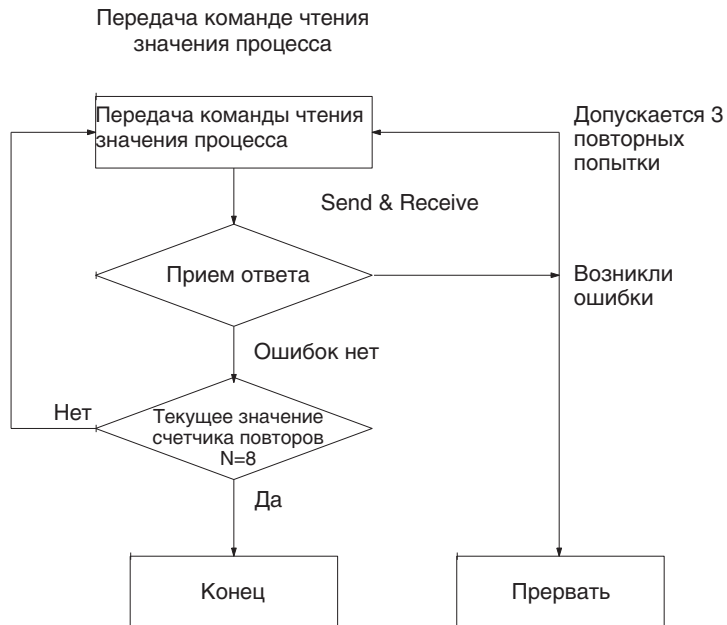 Передача команде чтения
значения процесса
Передача команды чтения
значения процесса
Допускается 3
повторных
попытки
Send & Receive
Прием ответа
Возникли
ошибки
Ошибок нет
Нет
Текущее значение
счетчика повторов
N=8
Да
Конец
Прервать